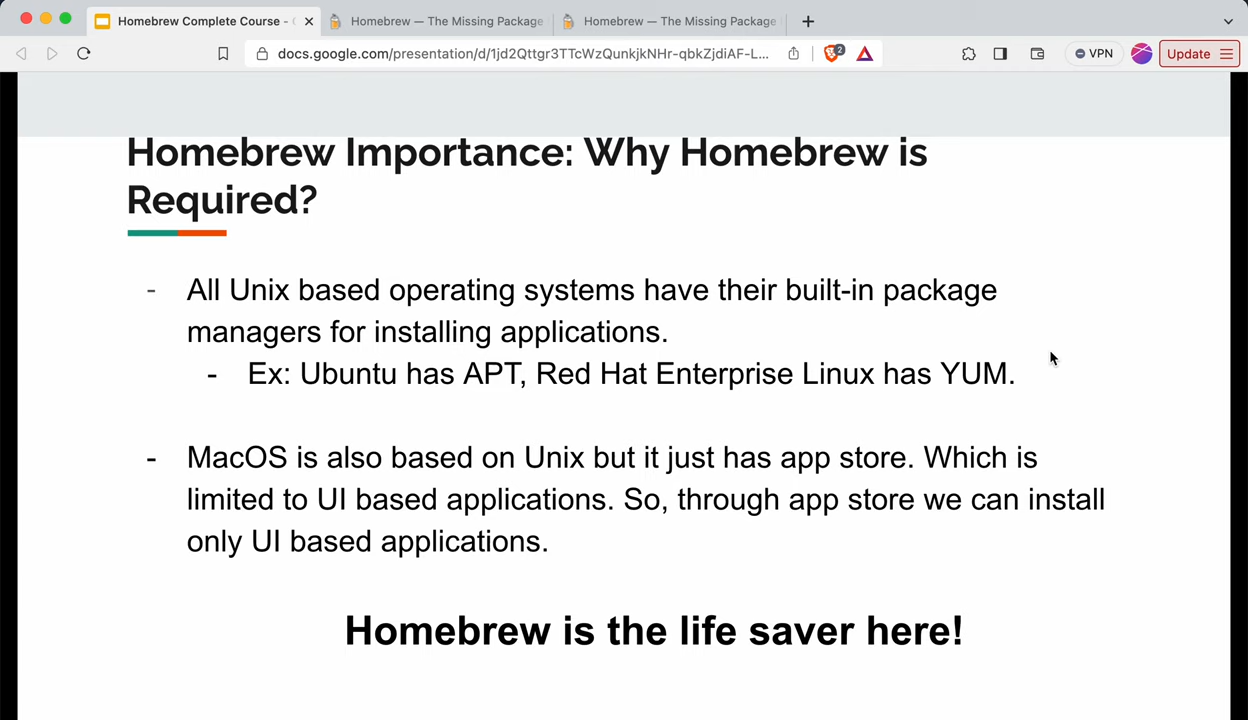 Homebrew Complete Course -
Homebrew — The Missing Package
Homebrew — The Missing Package
docs.google.com/presentation/d/1jd2Qttgr3TTcWzQunkjkNHr-qbkZjdiAF-L...
2
VPN
Update
Homebrew Importance: Why Homebrew is
Required?
- All Unix based operating systems have their built-in package
managers for installing applications.
- Ex: Ubuntu has APT, Red Hat Enterprise Linux has YUM.
- MacOS is also based on Unix but it just has app store. Which is
limited to UI based applications. So, through app store we can install
only UI based applications.
Homebrew is the life saver here!